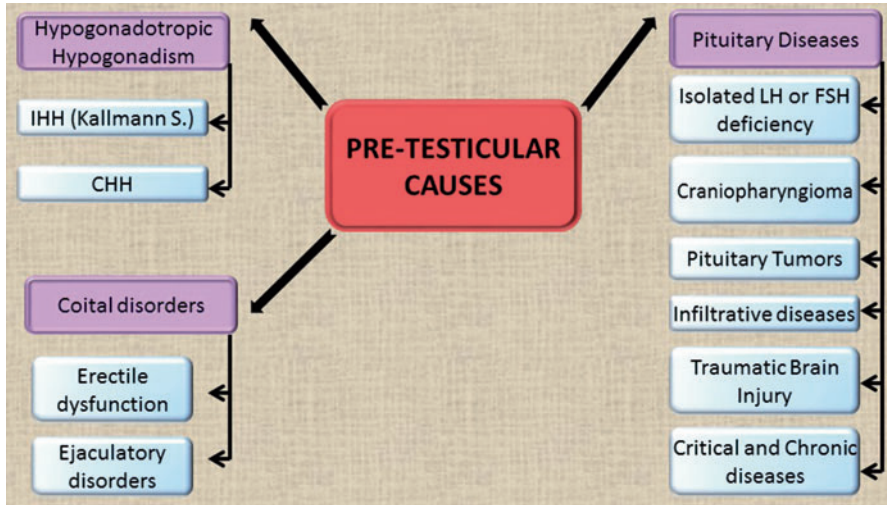 PRE-TESTICULAR
CAUSES
Hypogonadotropic
Hypogonadism
IHH (Kallmann S.)
CHH
Coital disorders
Erectile
dysfunction
Ejaculatory
disorders
Pituitary Diseases
Isolated LH or FSH
deficiency
Craniopharyngioma
Pituitary Tumors
Infiltrative diseases
Traumatic Brain
Injury
Critical and Chronic
diseases